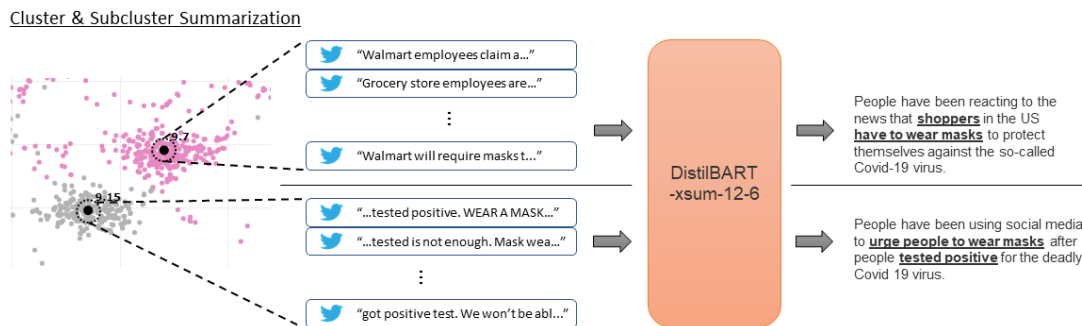 Cluster & Subcluster Summarization
9.7
9.15
“Walmart employees claim a...”
“Grocery store employees are...”
...
“Walmart will require masks t...”
“...tested positive. WEAR A MASK...”
“...tested is not enough. Mask wea...”
...
“got positive test. We won’t be abl...”
DistilBART
-xsum-12-6
People have been reacting to the
news that shoppers in the US
have to wear masks to protect
themselves against the so-called
Covid-19 virus.
People have been using social media
to urge people to wear masks after
people tested positive for the deadly
Covid 19 virus.